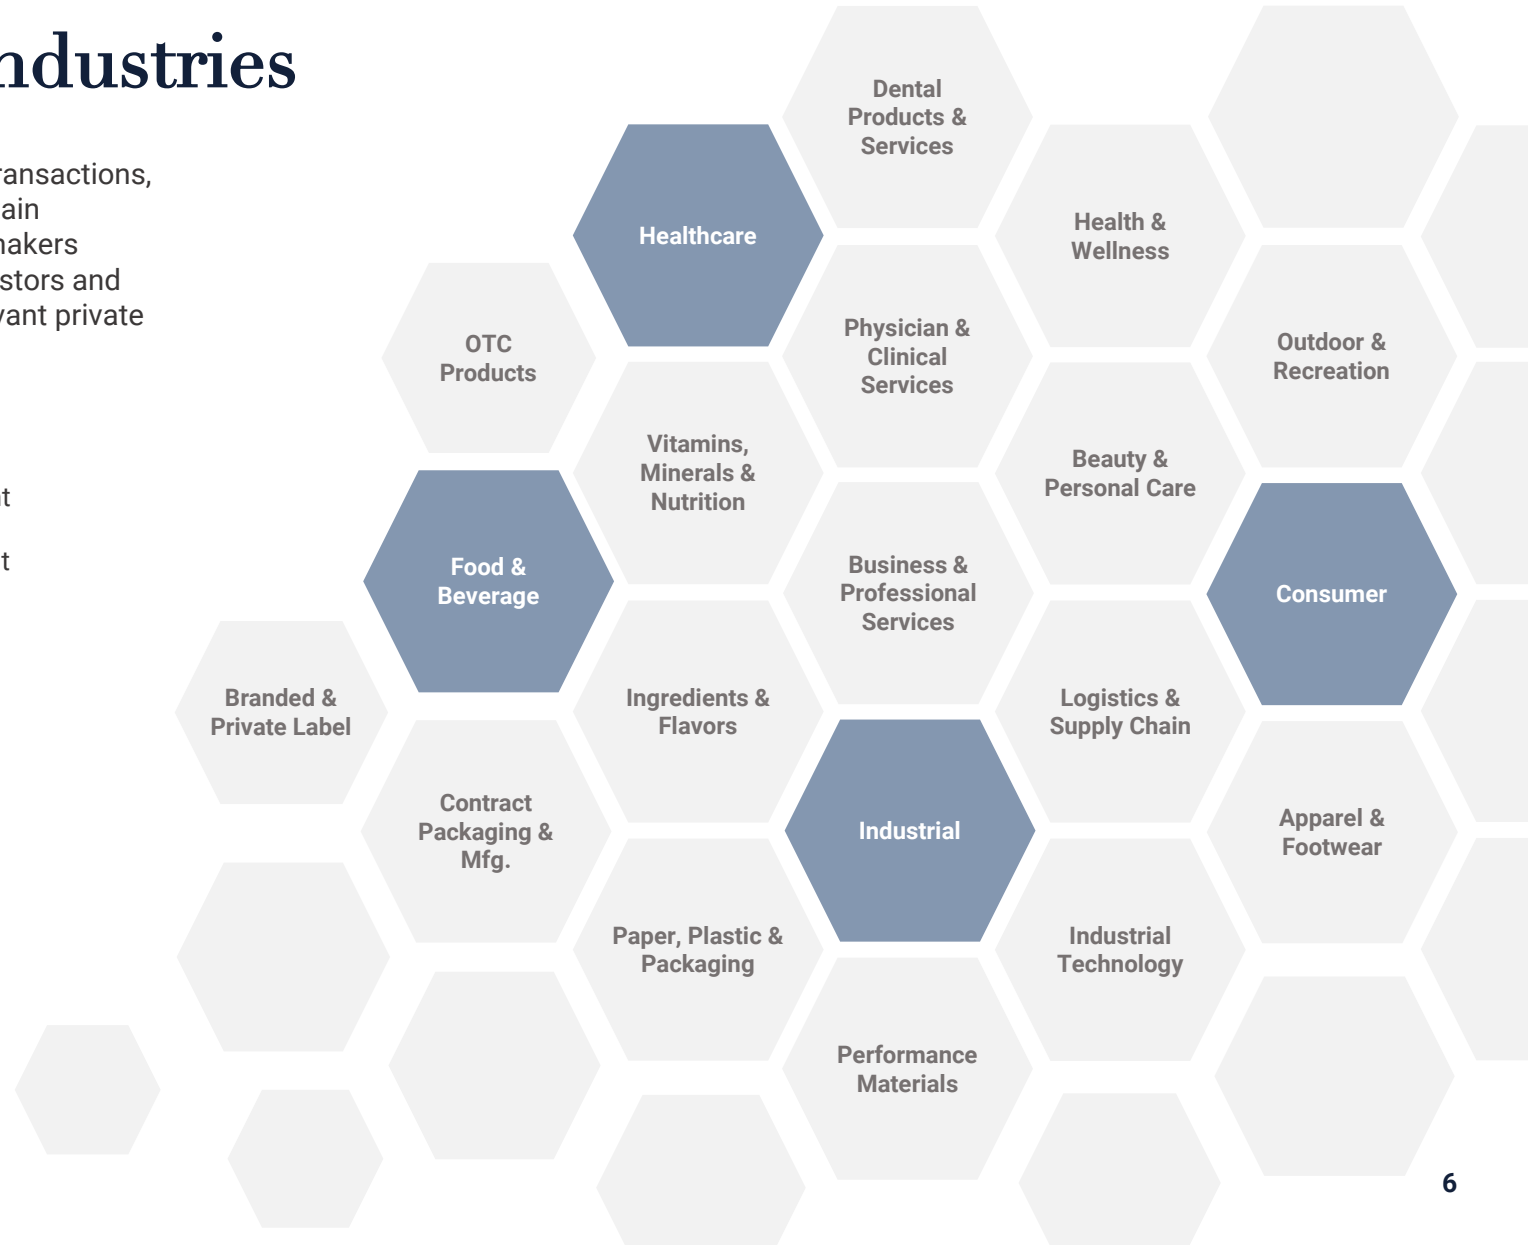 ndustries
ransactions,
ain
nakers
stors and
vant private
nt
t
Dental
Products &
Services
Healthcare
Health &
Wellness
OTC
Products
Physician &
Clinical
Services
Outdoor &
Recreation
Vitamins,
Minerals &
Nutrition
Beauty &
Personal Care
Food &
Beverage
Business &
Professional
Services
Consumer
Branded &
Private Label
Ingredients &
Flavors
Logistics &
Supply Chain
Contract
Packaging &
Mfg.
Industrial
Apparel &
Footwear
Paper, Plastic &
Packaging
Industrial
Technology
Performance
Materials
6